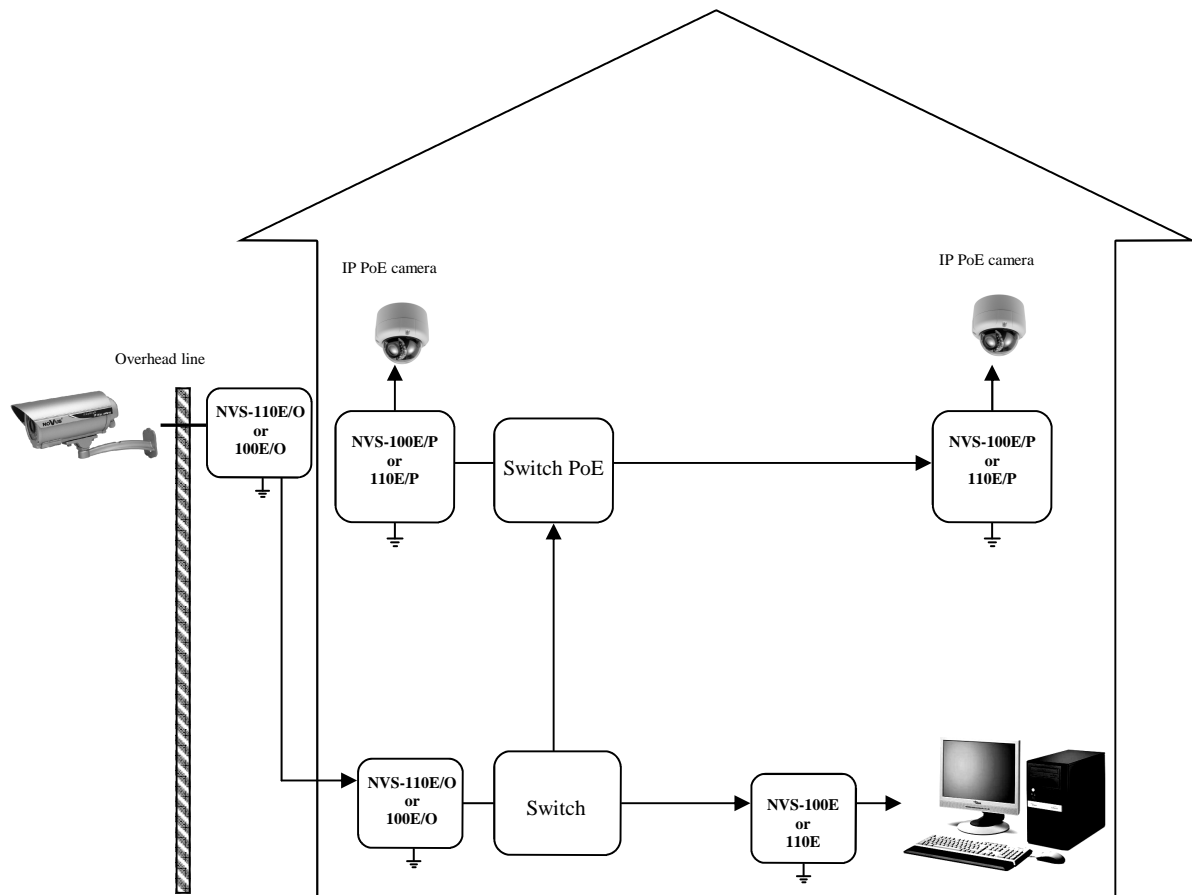 IP PoE camera
IP PoE camera
Overhead line
NOVUS
NVS-110E/O
or
100E/O
NVS-100E/P
or
110E/P
Switch PoE
NVS-100E/P
or
110E/P
NVS-110E/O
or
100E/O
Switch
NVS-100E
or
110E